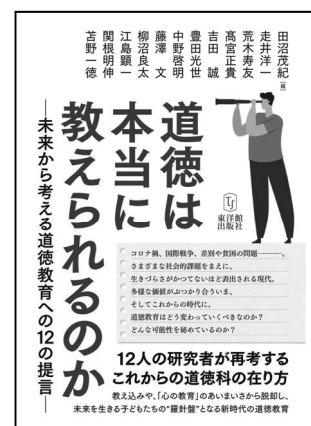 田沼茂紀[編]
走井洋一
荒木寿友
髙宮正貴
吉田 誠
豊田光世
中野啓明
藤澤 文
柳沼良太
江島顕一
関根明伸
苫野一徳
道徳は
本当に
教えられるのか
―未来から考える道徳教育への12の提言―
東洋館
出版社
コロナ禍、国際戦争、差別や貧困の問題――。
さまざまな社会的課題をまえに、
生きづらさがかつてないほど表出される現代。
多様な価値がぶつかり合ういま、
そしてこれからの時代に、
道徳教育はどう変わっていくべきなのか?
どんな可能性を秘めているのか?
12人の研究者が再考する
これからの道徳科の在り方
教え込みや、「心の教育」のあいまいさから脱却し、
未来を生きる子どもたちの“羅針盤”となる新時代の道徳教育